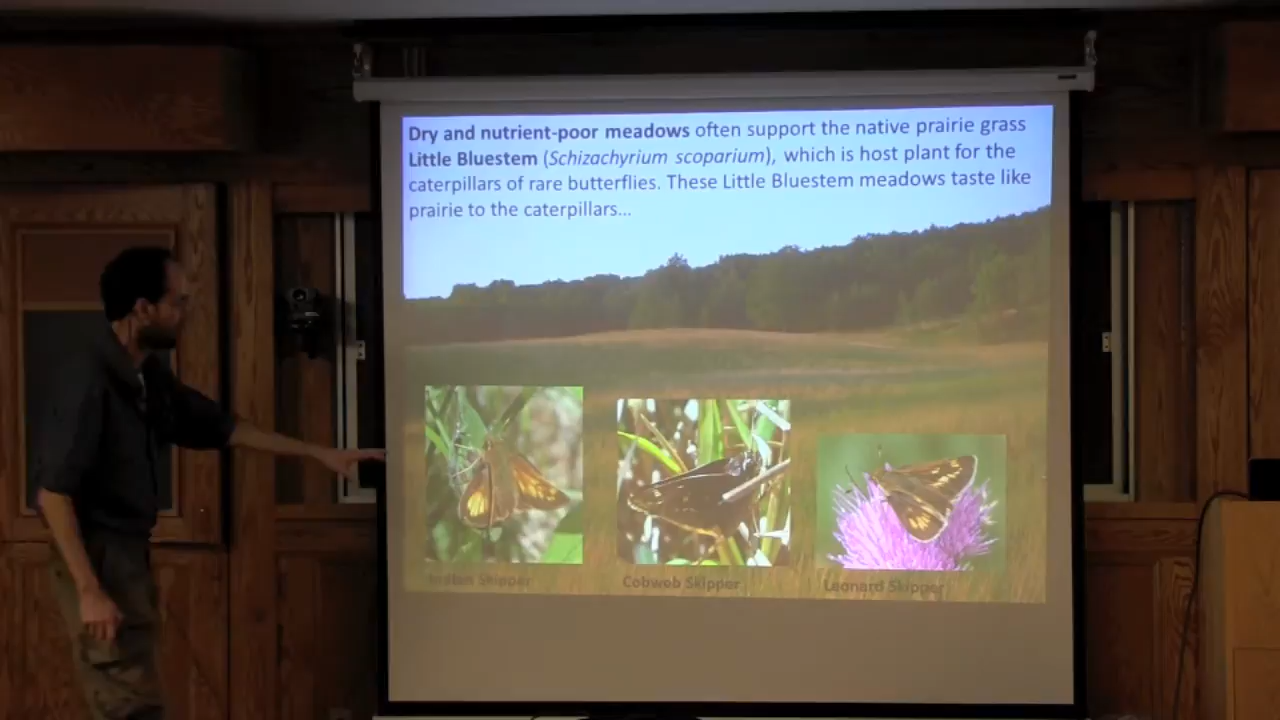 Dry and nutrient-poor meadows often support the native prairie grass
Little Bluestem (Schizachyrium scoparium), which is host plant for the
caterpillars of rare butterflies. These Little Bluestem meadows taste like
prairie to the caterpillars...
Indian Skipper Cobweb Skipper Leonard Skipper